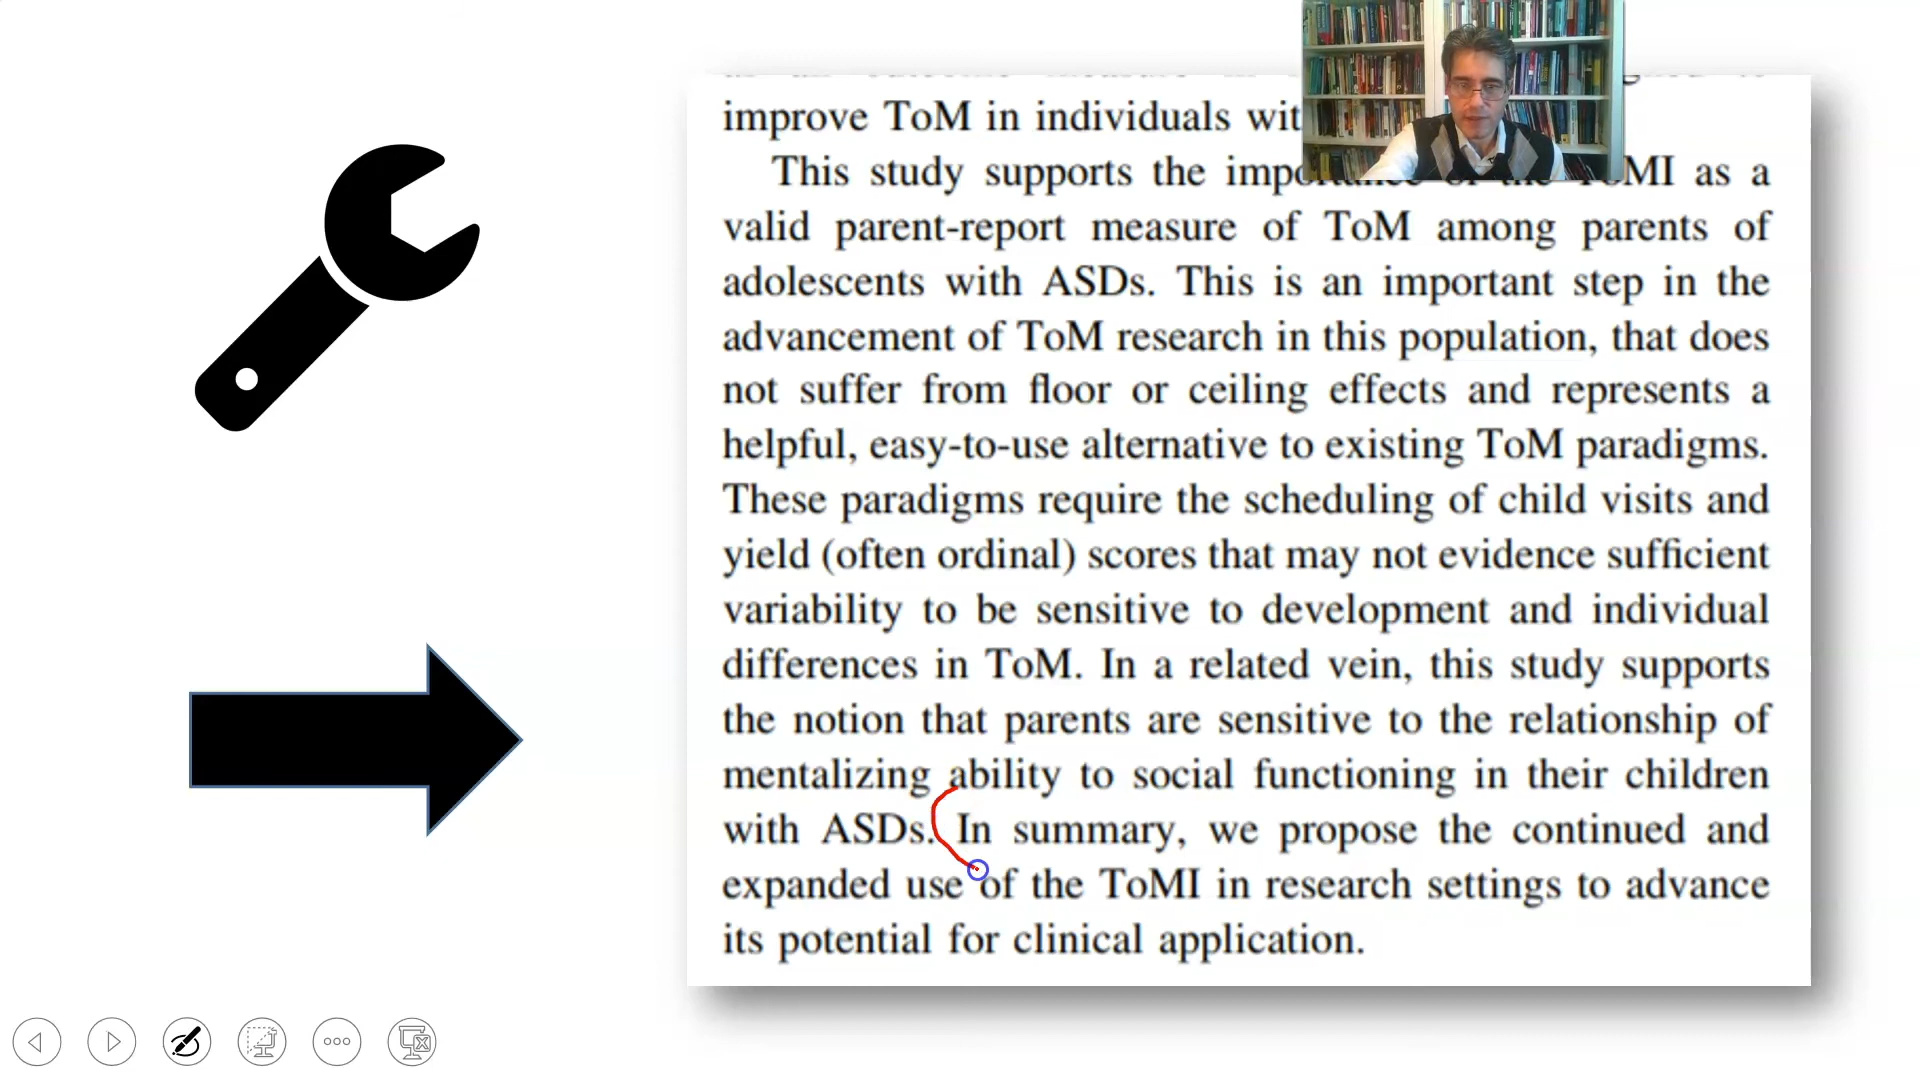 improve ToM in individuals
This study supports the of the ToMI as a
valid parent-report measure of ToM among parents of
adolescents with ASDs. This is an important step in the
advancement of ToM research in this population, that does
not suffer from floor or ceiling effects and represents a
helpful, easy-to-use alternative to existing ToM paradigms.
These paradigms require the scheduling of child visits and
yield (often ordinal) scores that may not evidence sufficient
variability to be sensitive to development and individual
differences in ToM. In a related vein, this study supports
the notion that parents are sensitive to the relationship of
mentalizing ability to social functioning in their children
with ASDs. In summary, we propose the continued and
expanded use of the ToMI in research settings to advance
its potential for clinical application.